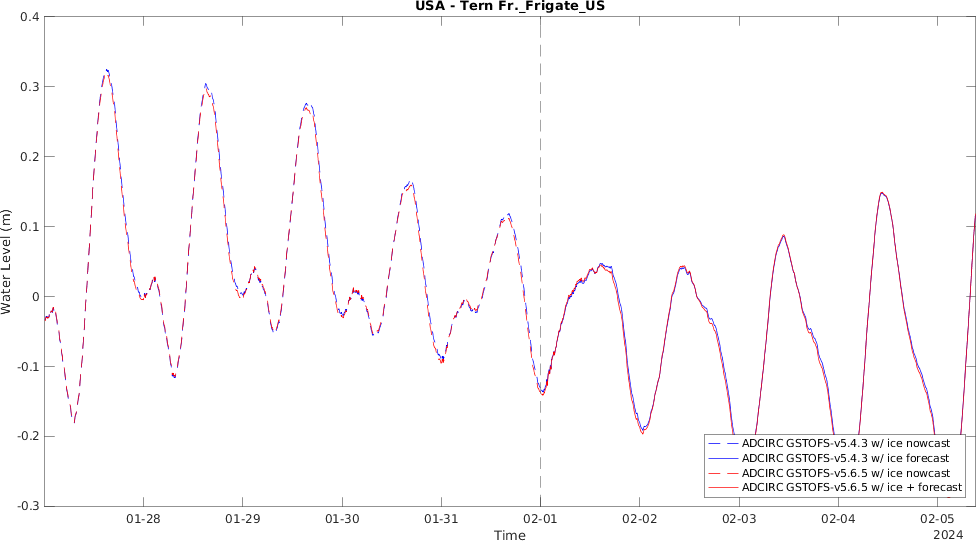 USA - Tern Fr._Frigate_US
0.4
0.3
0.2
0.1
0
-0.1
-0.2
-0.3
Water Level (m)
ADCIRC GSTOFS-v5.4.3 w/ ice nowcast
ADCIRC GSTOFS-v5.4.3 w/ ice forecast
ADCIRC GSTOFS-v5.6.5 w/ ice nowcast
ADCIRC GSTOFS-v5.6.5 w/ ice + forecast
01-28 01-29 01-30 01-31 02-01 02-02 02-03 02-04 02-05
Time
2024